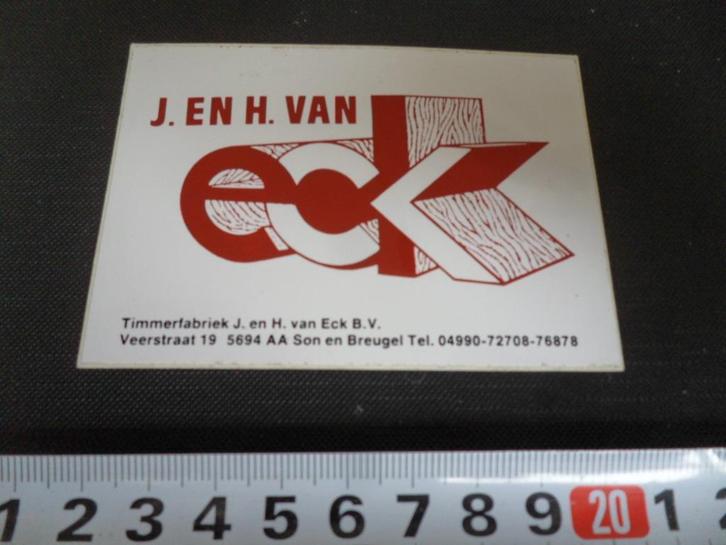 J. EN H. VAN
eck
Timmerfabriek J. en H. van Eck B.V.
Veerstraat 19 5694 AA Son en Breugel Tel. 04990-72708-76878
1 2 3 4 5 6 7 8 9 20 1 2